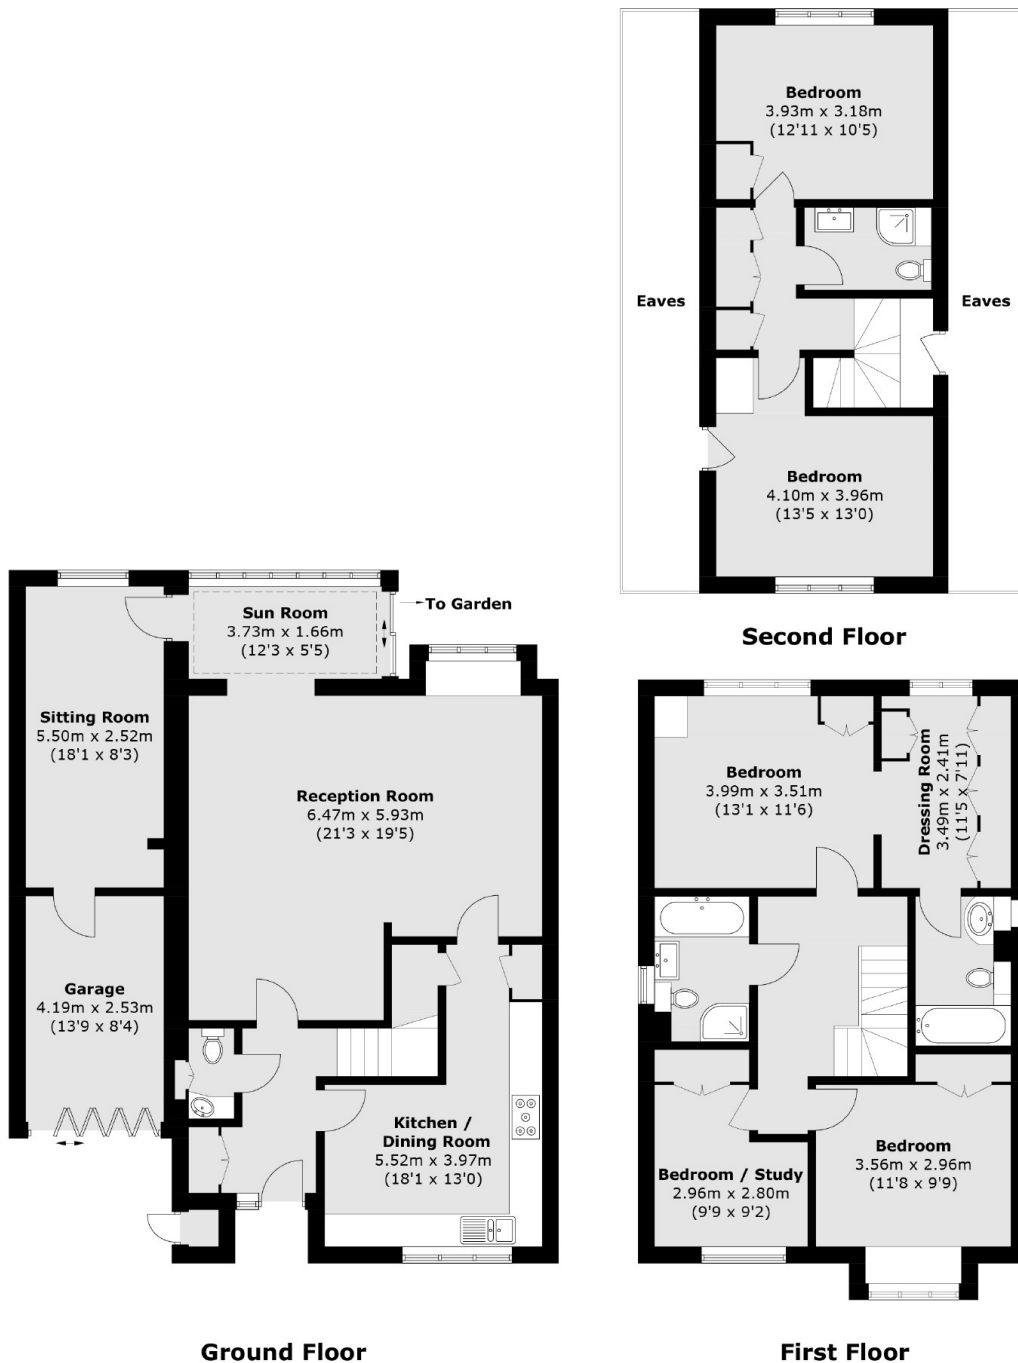 Bedroom
3.93m x 3.18m
(12'11 x 10'5)
Eaves
Eaves
Bedroom
4.10m x 3.96m
(13'5 x 13'0)
Second Floor
Sun Room
3.73m x 1.66m
(12'3 x 5'5)
To Garden
Sitting Room
5.50m x 2.52m
(18'1 x 8'3)
Reception Room
6.47m x 5.93m
(21'3 x 19'5)
Garage
4.19m x 2.53m
(13'9 x 8'4)
Kitchen /
Dining Room
5.52m x 3.97m
(18'1 x 13'0)
Ground Floor
Bedroom
3.99m x 3.51m
(13'1 x 11'6)
Dressing Room
3.49m x 2.41m
(11'5 x 7'11)
Bedroom / Study
2.96m x 2.80m
(9'9 x 9'2)
Bedroom
3.56m x 2.96m
(11'8 x 9'9)
First Floor